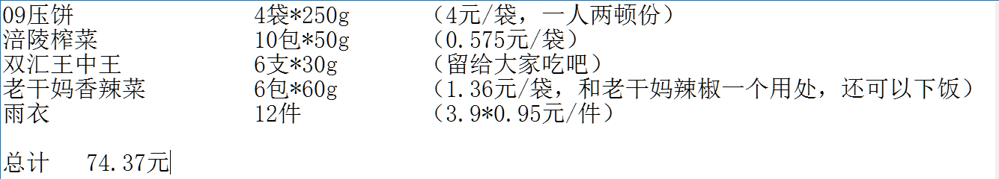 09压饼 4袋*250g （4元/袋，一人两顿份）
涪陵榨菜 10包*50g （0.575元/袋）
双汇王中王 6支*30g （留给大家吃吧）
老干妈香辣菜 6包*60g （1.36元/袋，和老干妈辣椒一个用处，还可以下饭）
雨衣 12件 （3.9*0.95元/件）
总计 74.37元